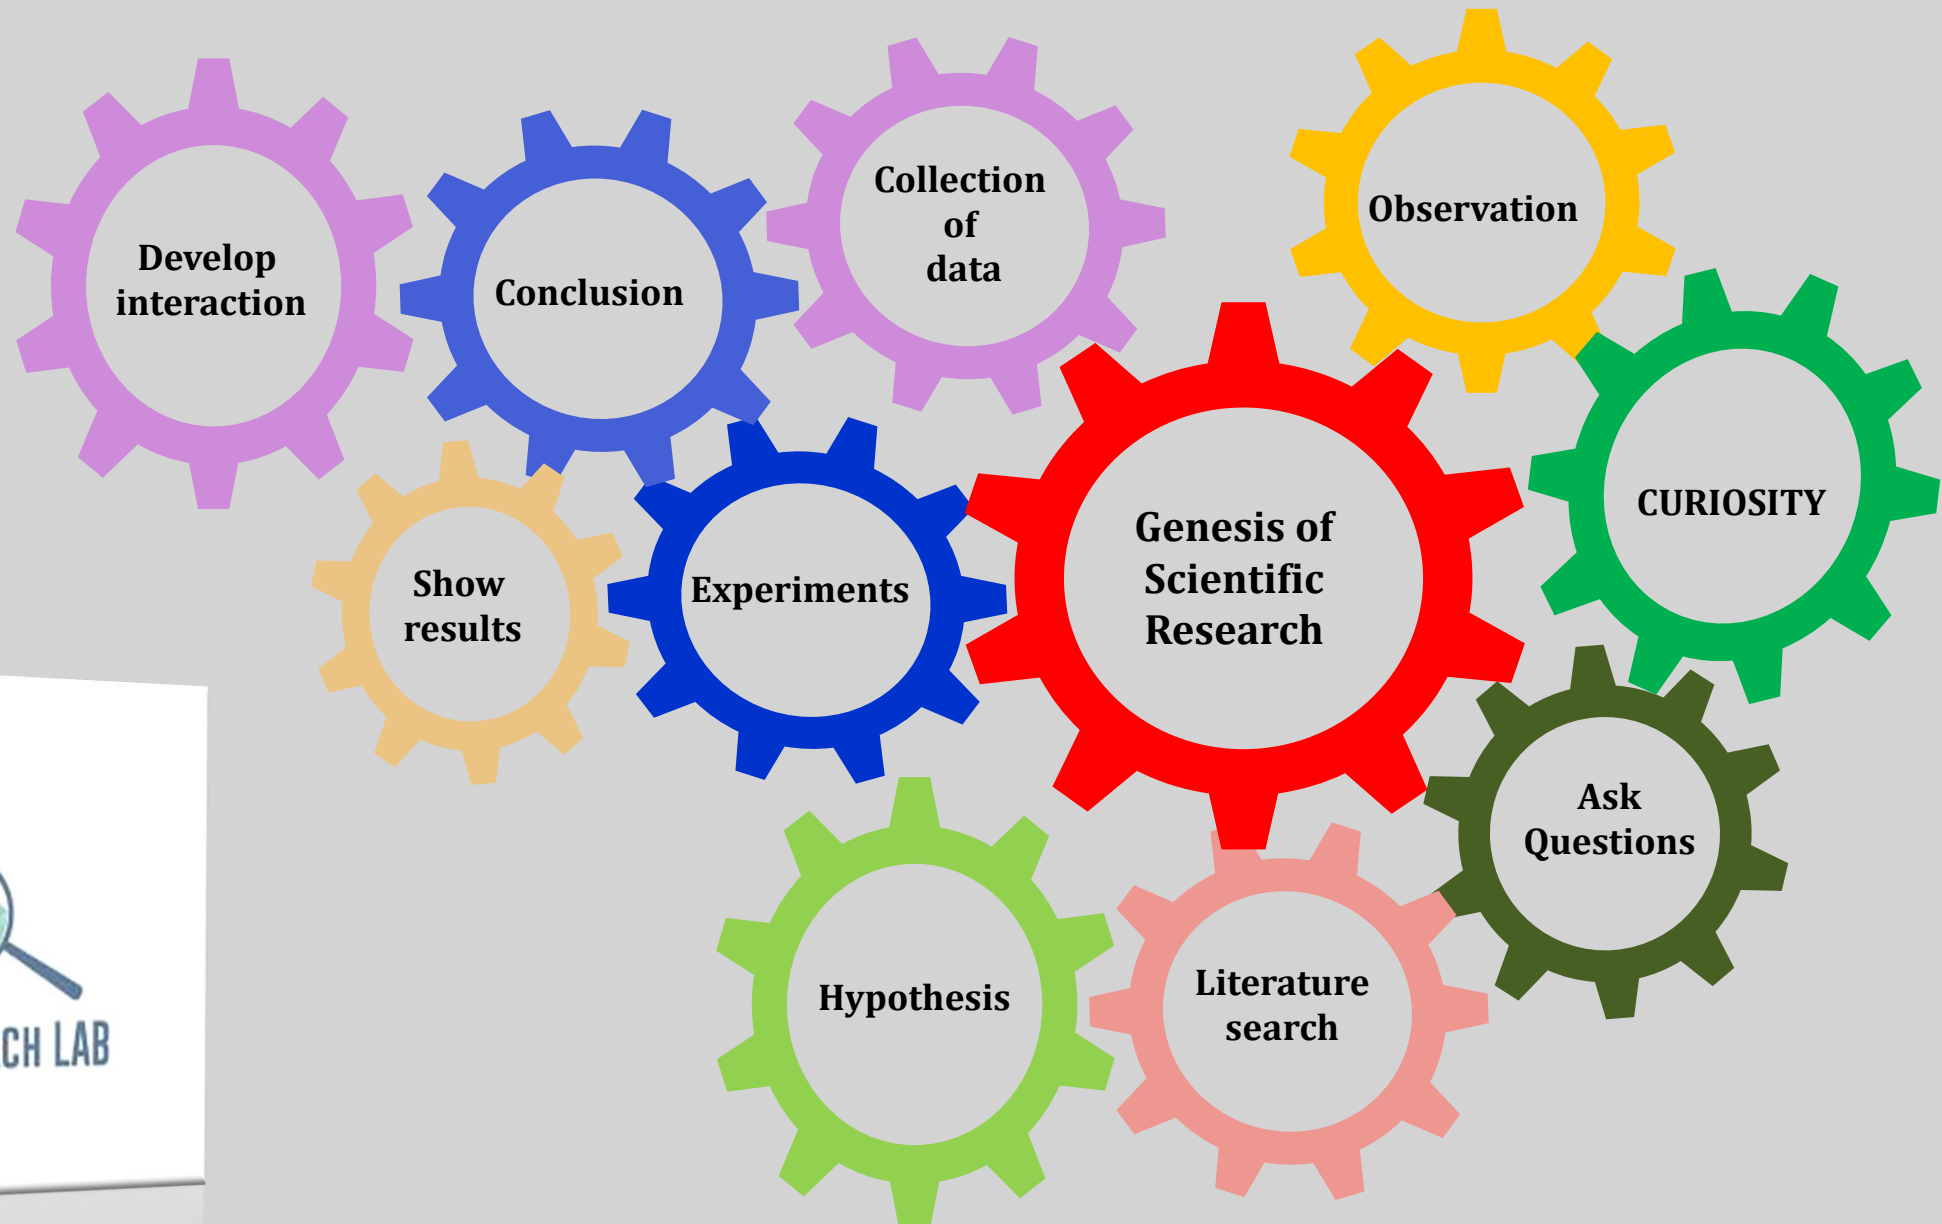 Collection
of
data
Observation
Develop
interaction
Conclusion
CURIOSITY
Genesis of
Scientific
Research
Show
results
Experiments
Ask
Questions
Hypothesis
Literature
search
CH LAB